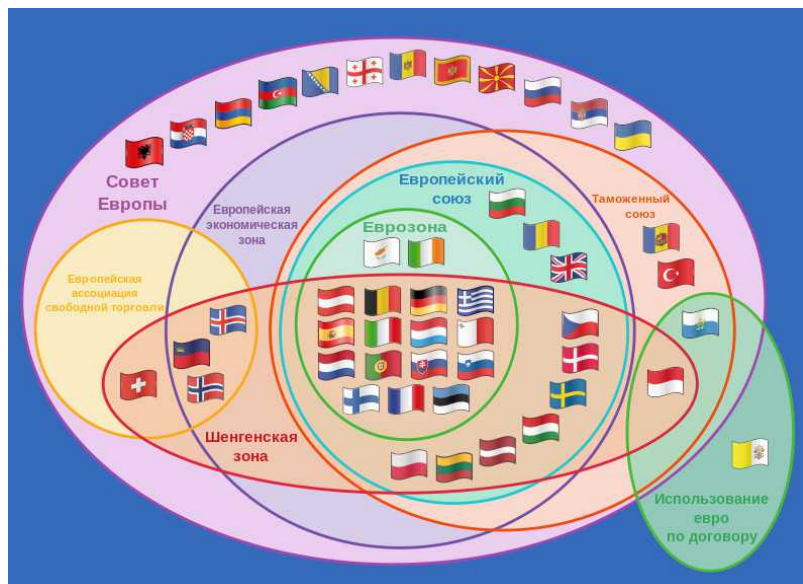 Совет
Европы
Европейская
экономическая
зона
Европейский
союз
Таможенный
союз
Еврозона
Европейская
ассоциация
свободной торговли
Шенгенская
зона
Использование
евро
по договору